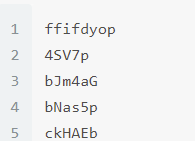 1 ffifdyop
2 4SV7p
3 bJm4aG
4 bNas5p
5 ckHAEb